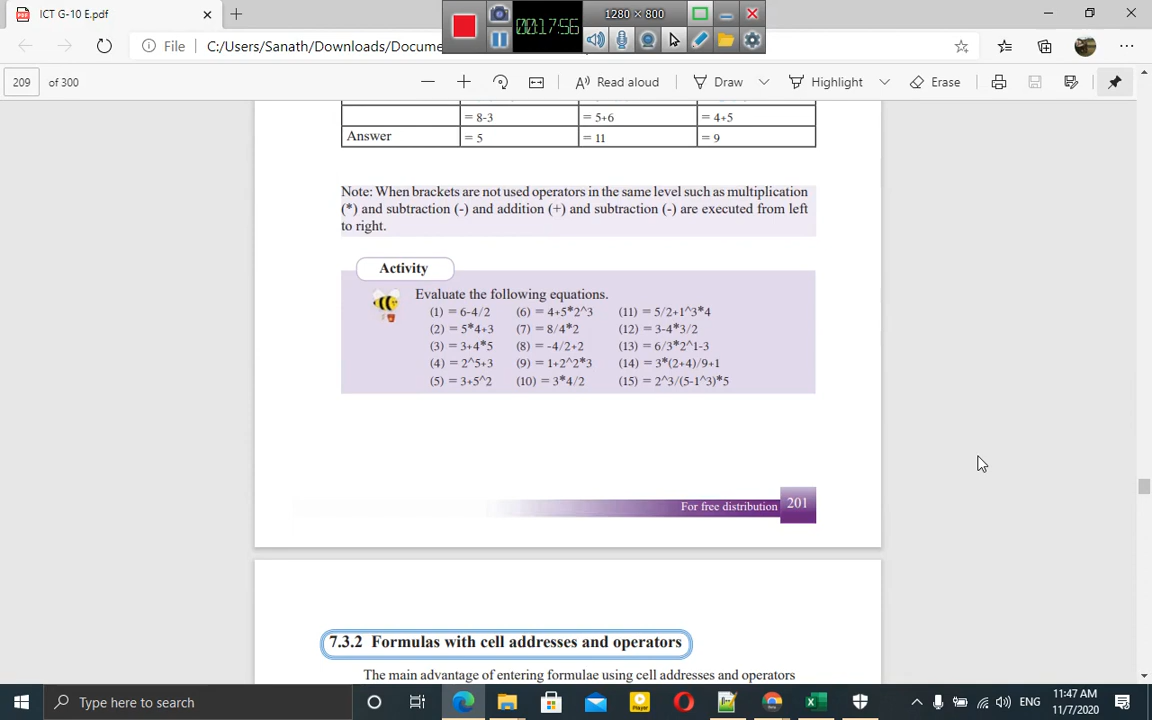 ICT G-10 E.pdf
1280 × 800
00:17:56
File
C:/Users/Sanath/Downloads/Docume
209 of 300
Read aloud
Draw
Highlight
Erase
= 8-3 = 5+6 = 4+5
Answer = 5 = 11 = 9
Note: When brackets are not used operators in the same level such as multiplication
(*) and subtraction (-) and addition (+) and subtraction (-) are executed from left
to right.
Activity
Evaluate the following equations.
(1) = 6-4/2 (6) = 4+5*2^3 (11) = 5/2+1^3*4
(2) = 5*4+3 (7) = 8/4*2 (12) = 3-4*3/2
(3) = 3+4*5 (8) = -4/2+2 (13) = 6/3*2^1-3
(4) = 2^5+3 (9) = 1+2^2*3 (14) = 3*(2+4)/9+1
(5) = 3+5^2 (10) = 3*4/2 (15) = 2^3/(5-1^3)*5
For free distribution 201
7.3.2 Formulas with cell addresses and operators
The main advantage of entering formulae using cell addresses and operators
Type here to search
ENG
11:47 AM
11/7/2020